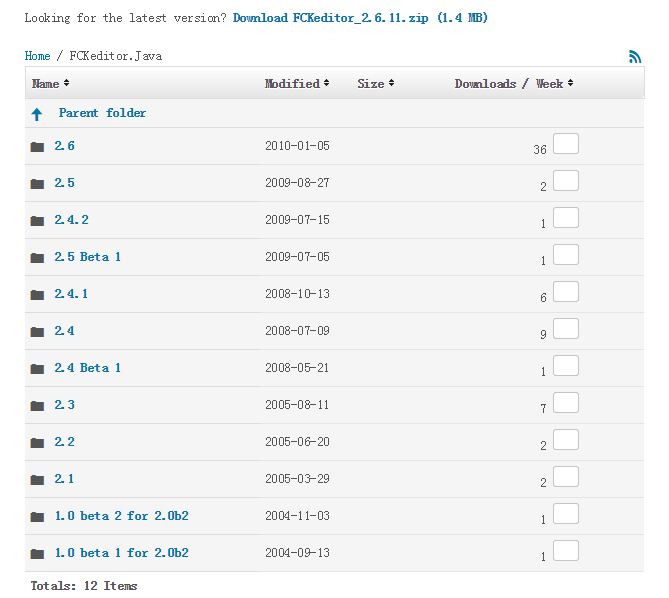 Looking for the latest version? Download FCKeditor_2.6.11.zip (1.4 MB)
Home / FCKeditor.Java
Name Modified Size Downloads / Week
Parent folder
2.6 2010-01-05 36
2.5 2009-08-27 2
2.4.2 2009-07-15 1
2.5 Beta 1 2009-07-05 1
2.4.1 2008-10-13 6
2.4 2008-07-09 9
2.4 Beta 1 2008-05-21 1
2.3 2005-08-11 7
2.2 2005-06-20 2
2.1 2005-03-29 2
1.0 beta 2 for 2.0b2 2004-11-03 1
1.0 beta 1 for 2.0b2 2004-09-13 1
Totals: 12 Items